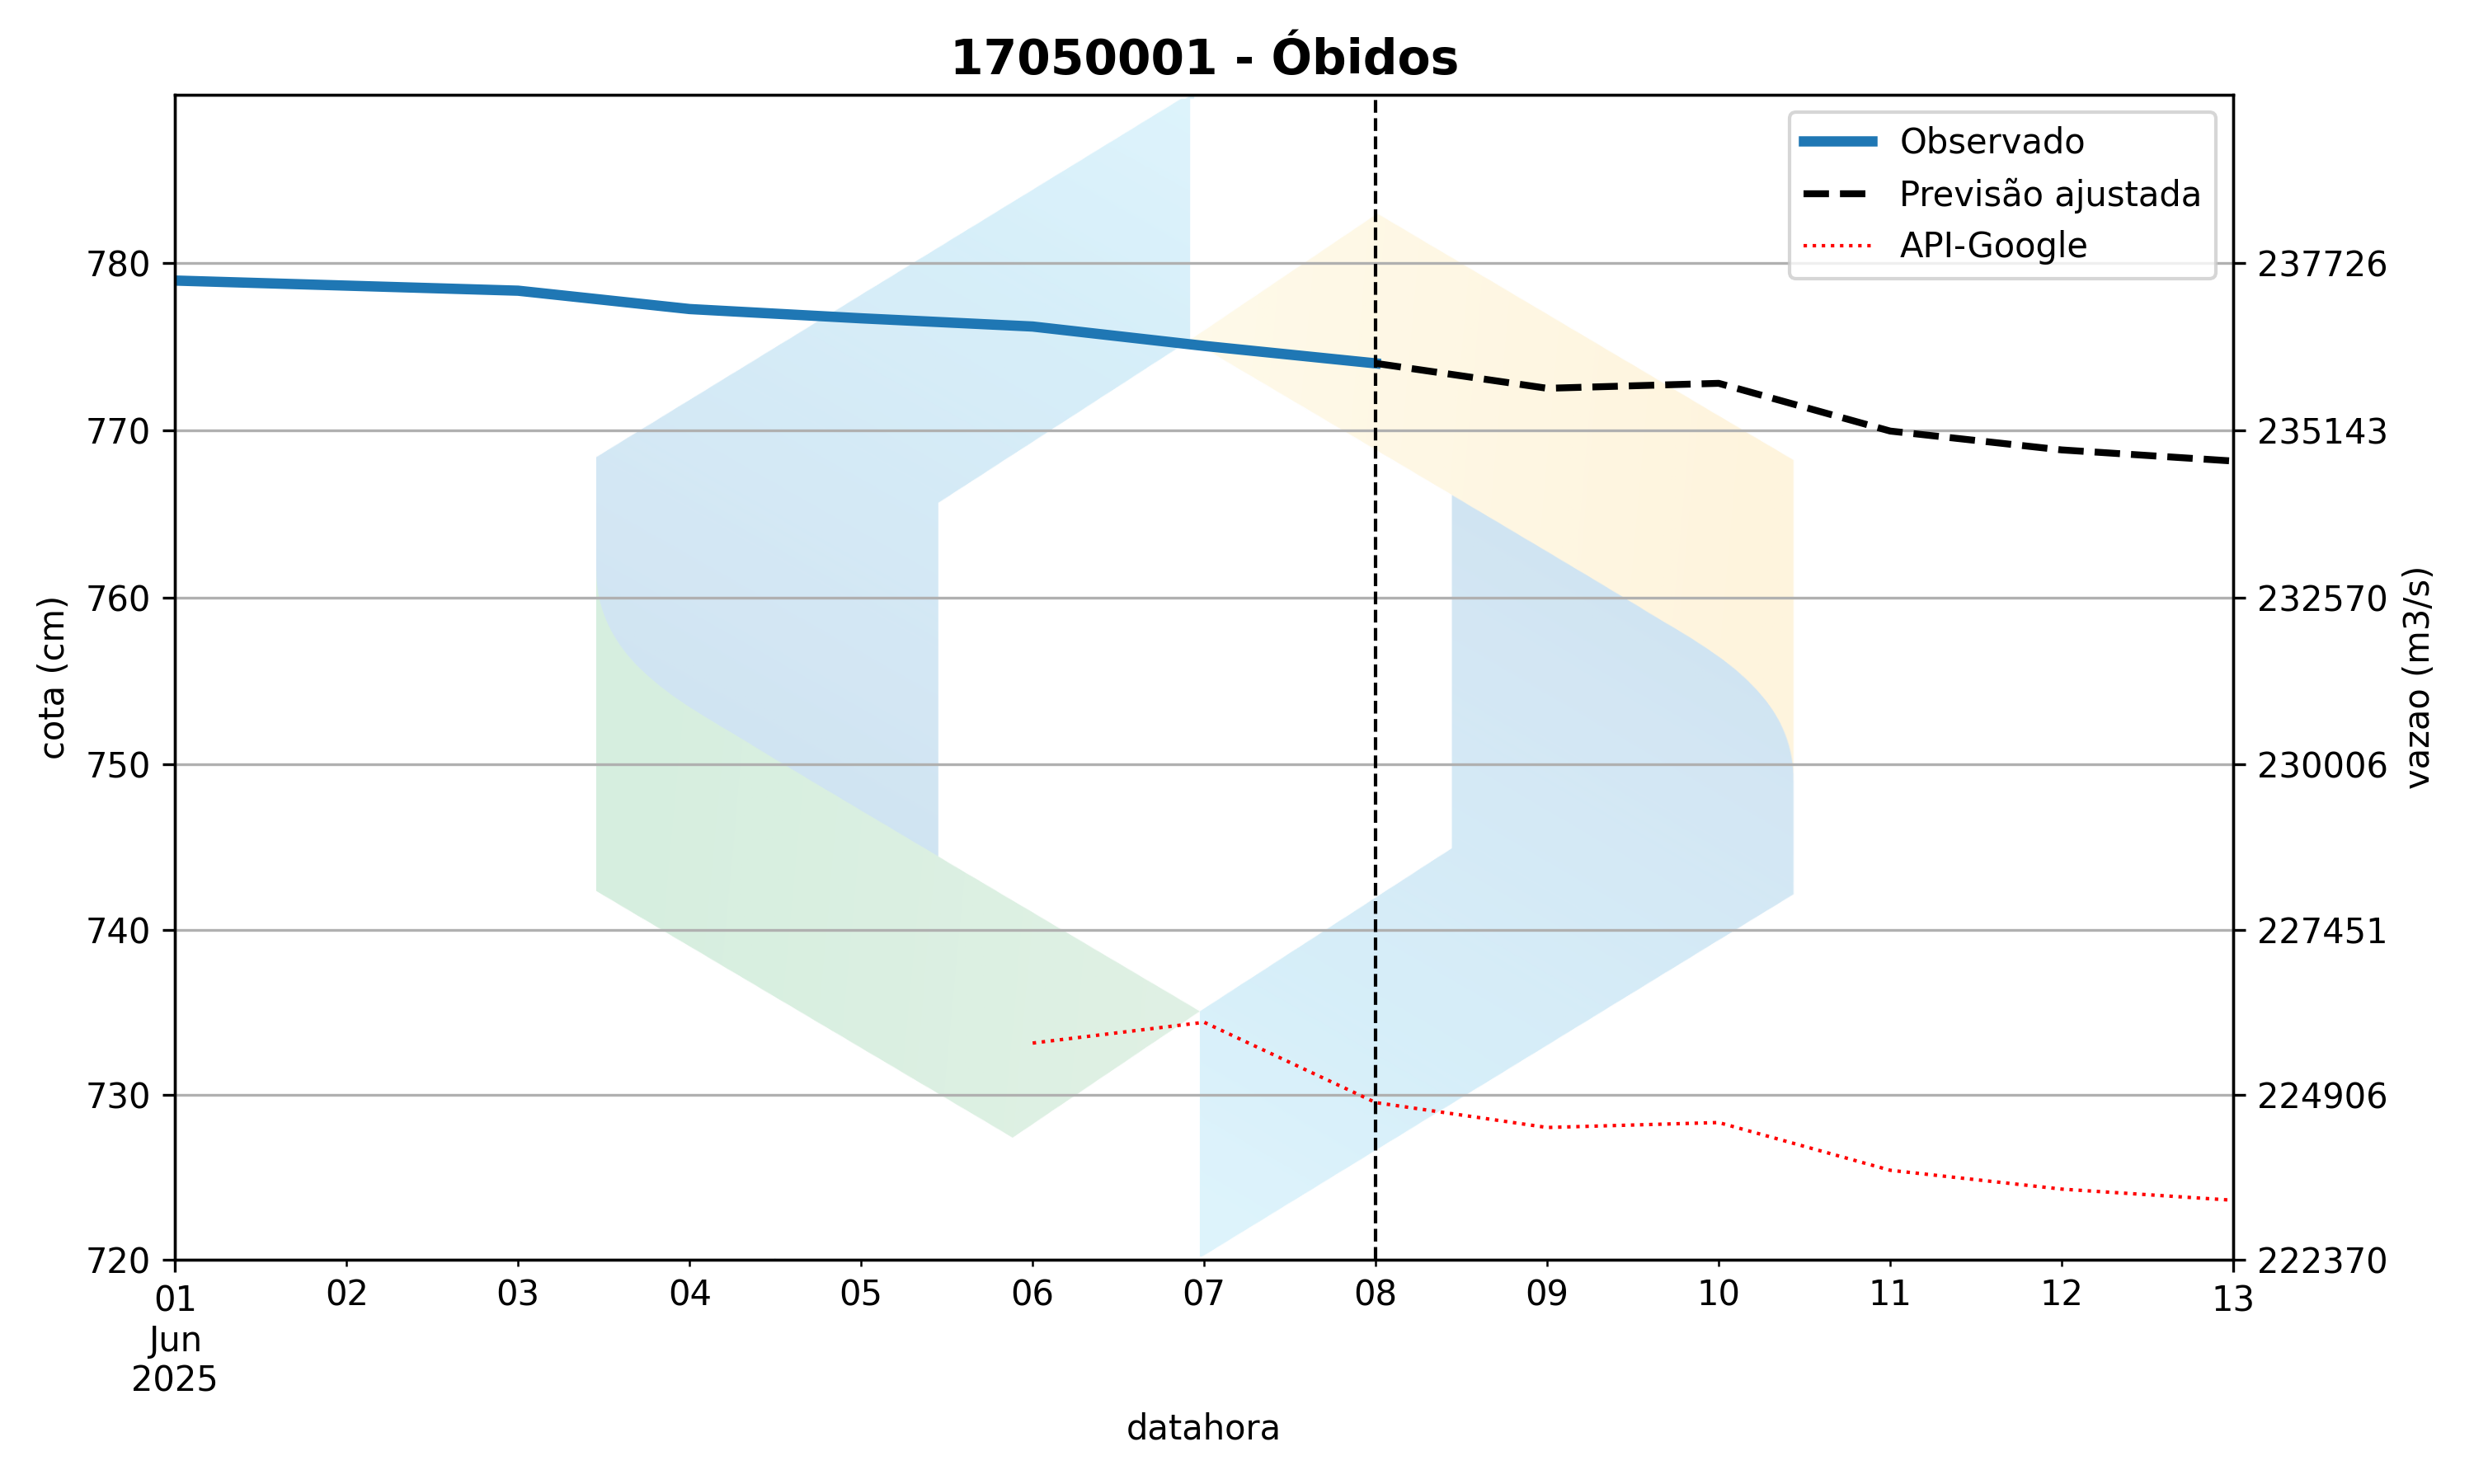 17050001 - Óbidos
Observado
Previsão ajustada
API-Google
780
770
760
750
740
730
720
cota (cm)
237726
235143
232570
230006
227451
224906
222370
vazao (m3/s)
01 02 03 04 05 06 07 08 09 10 11 12 13
Jun
2025
datahora